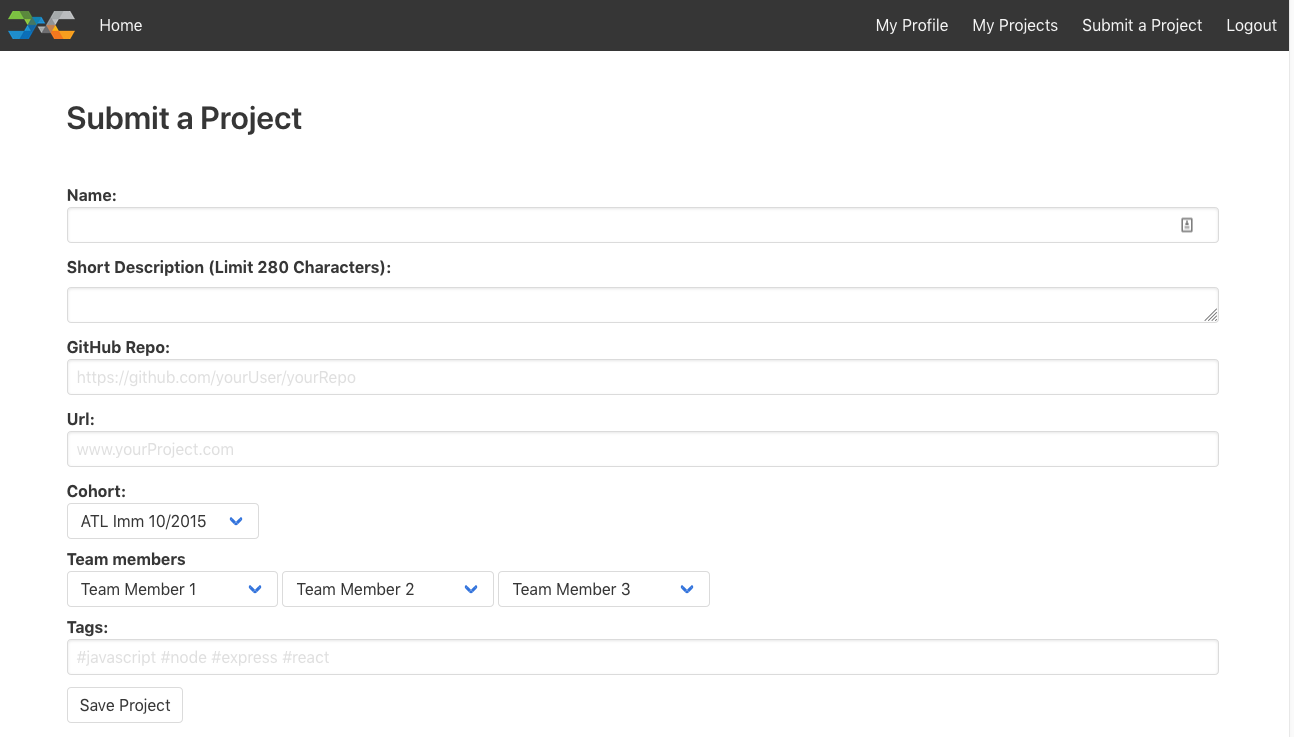 Home My Profile My Projects Submit a Project Logout
Submit a Project
Name:
Short Description (Limit 280 Characters):
GitHub Repo:
https://github.com/yourUser/yourRepo
Url:
www.yourProject.com
Cohort:
ATL Imm 10/2015
Team members
Team Member 1 Team Member 2 Team Member 3
Tags:
#javascript #node #express #react
Save Project